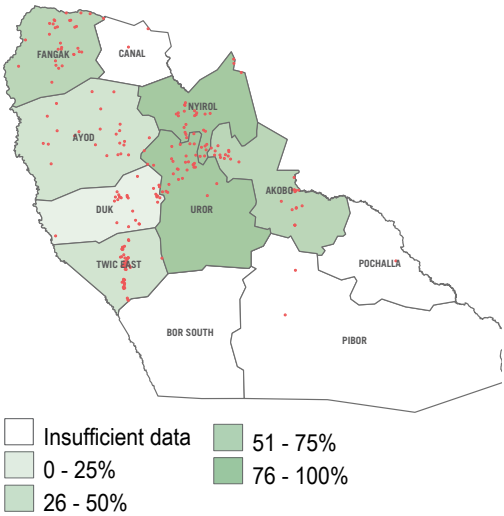 FANGAK
CANAL
NYIROL
AYOD
AKOBO
DUK
UROR
TWIC EAST
POCHALLA
BOR SOUTH
PIBOR
Insufficient data
0 - 25%
26 - 50%
51 - 75%
76 - 100%